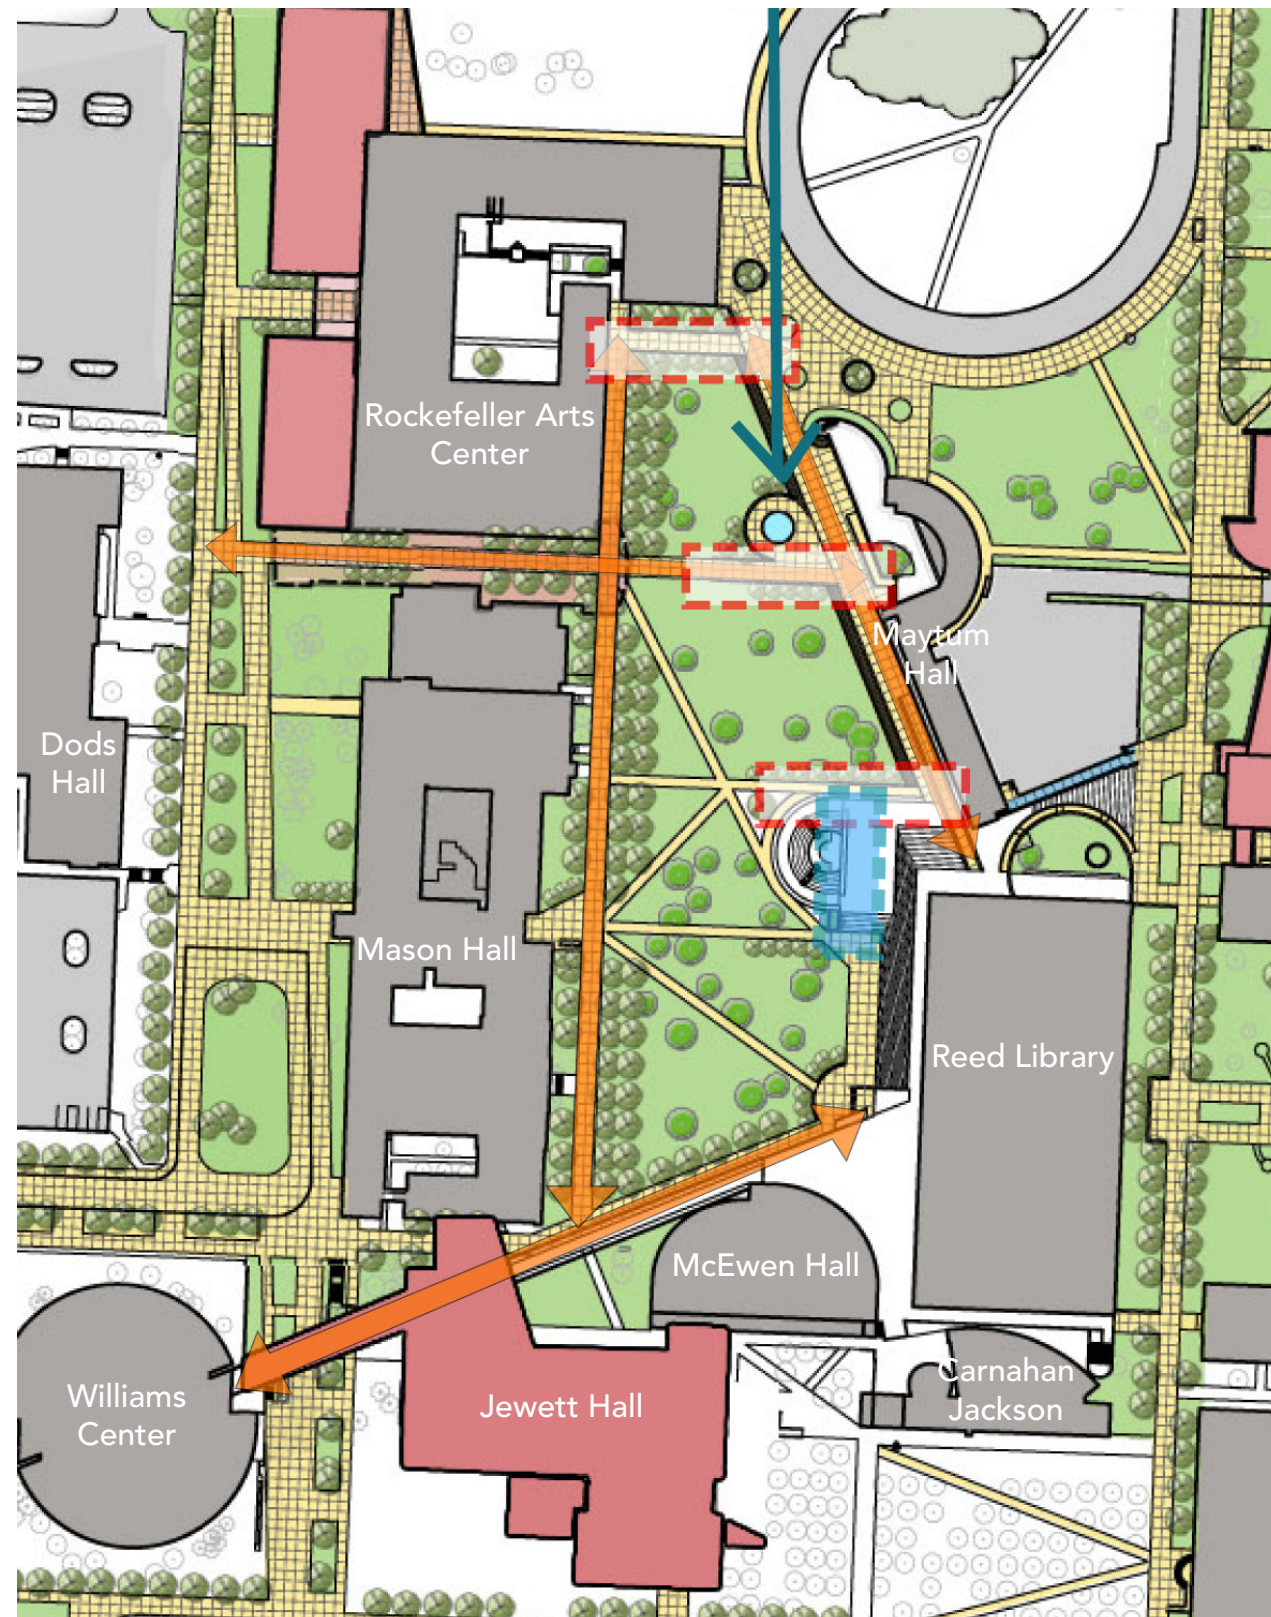 Rockefeller Arts
Center
Maytum
Hall
Dods
Hall
Mason Hall
Reed Library
McEwen Hall
Carnahan
Jackson
Williams
Center
Jewett Hall